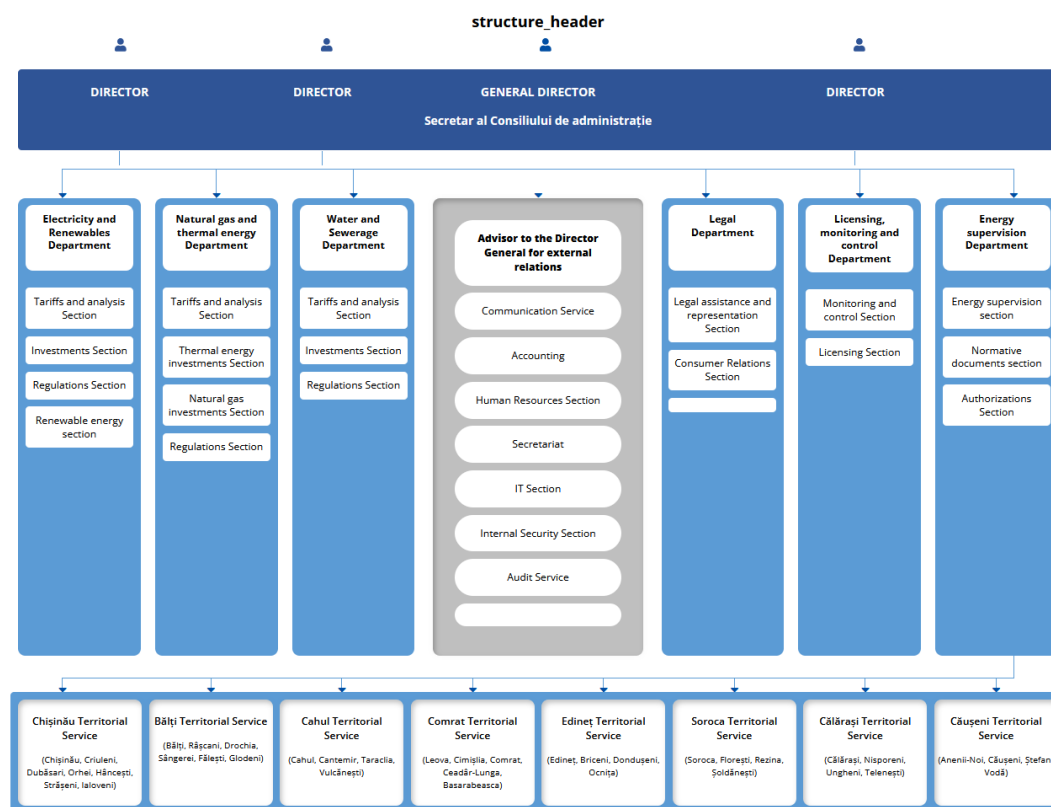 structure_header
DIRECTOR
DIRECTOR
GENERAL DIRECTOR
DIRECTOR
Secretar al Consiliului de administrație
Electricity and
Renewables
Department
Tariffs and analysis
Section
Investments Section
Regulations Section
Renewable energy
section
Natural gas and
thermal energy
Department
Tariffs and analysis
Section
Thermal energy
investments Section
Natural gas
investments Section
Regulations Section
Water and
Sewerage
Department
Tariffs and analysis
Section
Investments Section
Regulations Section
Advisor to the Director
General for external
relations
Communication Service
Accounting
Human Resources Section
Secretariat
IT Section
Internal Security Section
Audit Service
Legal
Department
Legal assistance and
representation
Section
Consumer Relations
Section
Licensing,
monitoring and
control
Department
Monitoring and
control Section
Licensing Section
Energy
supervision
Department
Energy supervision
section
Normative
documents section
Authorizations
Section
Chișinău Territorial
Service
(Chișinău, Criuleni,
Dubăsari, Orhei, Hâncești,
Strășeni, Ialoveni)
Bălți Territorial Service
(Bălți, Râșcani, Drochia,
Sângerei, Fălești, Glodeni)
Cahul Territorial
Service
(Cahul, Cantemir, Taraclia,
Vulcănești)
Comrat Territorial
Service
(Leova, Cimișlia, Comrat,
Ceadâr-Lunga,
Basarabeasca)
Edineț Territorial
Service
(Edineț, Briceni, Dondușeni,
Ocnița)
Soroca Territorial
Service
(Soroca, Florești, Rezina,
Șoldănești)
Călărași Territorial
Service
(Călărași, Nisporeni,
Ungheni, Telenești)
Căușeni Territorial
Service
(Anenii-Noi, Căușeni, Ștefan
Vodă)